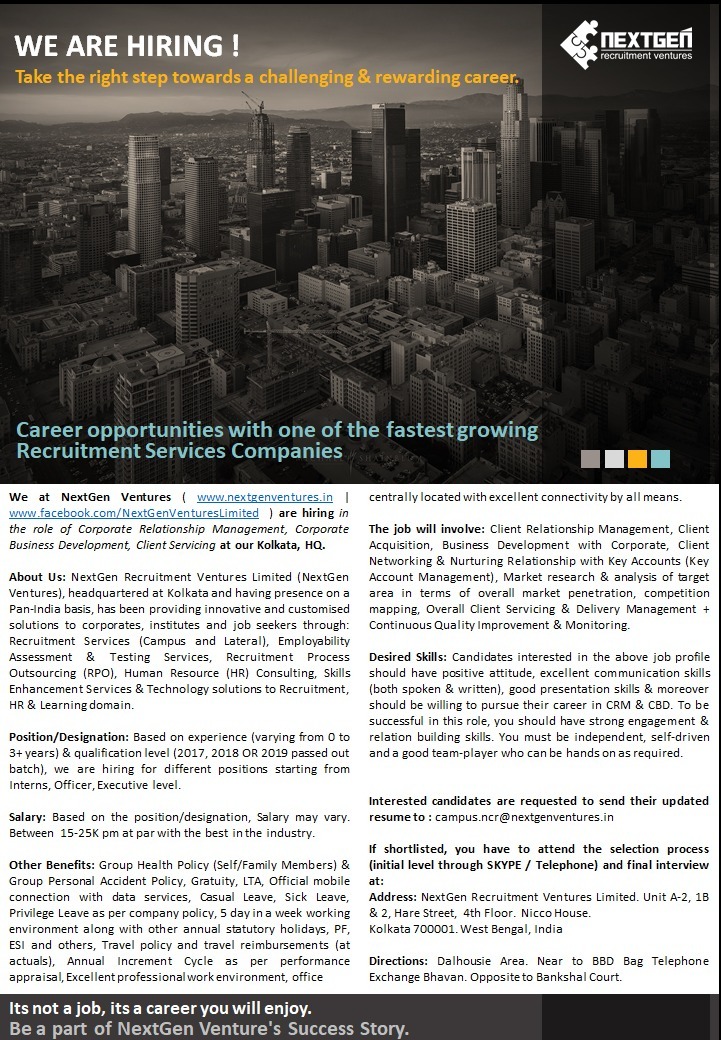 WE ARE HIRING !
Take the right step towards a challenging & rewarding career.
NEXTGEN
recruitment ventures
Career opportunities with one of the fastest growing
Recruitment Services Companies
We at NextGen Ventures ( www.nextgenventures.in |
www.facebook.com/NextGenVenturesLimited ) are hiring in
the role of Corporate Relationship Management, Corporate
Business Development, Client Servicing at our Kolkata, HQ.
About Us: NextGen Recruitment Ventures Limited (NextGen
Ventures), headquartered at Kolkata and having presence on a
Pan-India basis, has been providing innovative and customised
solutions to corporates, institutes and job seekers through:
Recruitment Services (Campus and Lateral), Employability
Assessment & Testing Services, Recruitment Process
Outsourcing (RPO), Human Resource (HR) Consulting, Skills
Enhancement Services & Technology solutions to Recruitment,
HR & Learning domain.
Position/Designation: Based on experience (varying from 0 to
3+ years) & qualification level (2017, 2018 OR 2019 passed out
batch), we are hiring for different positions starting from
Interns, Officer, Executive level.
Salary: Based on the position/designation, Salary may vary.
Between 15-25K pm at par with the best in the industry.
Other Benefits: Group Health Policy (Self/Family Members) &
Group Personal Accident Policy, Gratuity, LTA, Official mobile
connection with data services, Casual Leave, Sick Leave,
Privilege Leave as per company policy, 5 day in a week working
environment along with other annual statutory holidays, PF,
ESI and others, Travel policy and travel reimbursements (at
actuals), Annual Increment Cycle as per performance
appraisal, Excellent professional work environment, office
centrally located with excellent connectivity by all means.
The job will involve: Client Relationship Management, Client
Acquisition, Business Development with Corporate, Client
Networking & Nurturing Relationship with Key Accounts (Key
Account Management), Market research & analysis of target
area in terms of overall market penetration, competition
mapping, Overall Client Servicing & Delivery Management +
Continuous Quality Improvement & Monitoring.
Desired Skills: Candidates interested in the above job profile
should have positive attitude, excellent communication skills
(both spoken & written), good presentation skills & moreover
should be willing to pursue their career in CRM & CBD. To be
successful in this role, you should have strong engagement &
relation building skills. You must be independent, self-driven
and a good team-player who can be hands on as required.
Interested candidates are requested to send their updated
resume to : campus.ncr@nextgenventures.in
If shortlisted, you have to attend the selection process
(initial level through SKYPE / Telephone) and final interview
at:
Address: NextGen Recruitment Ventures Limited. Unit A-2, 1B
& 2, Hare Street, 4th Floor. Nicco House.
Kolkata 700001. West Bengal, India
Directions: Dalhousie Area. Near to BBD Bag Telephone
Exchange Bhavan. Opposite to Bankshal Court.
Its not a job, its a career you will enjoy.
Be a part of NextGen Venture's Success Story.